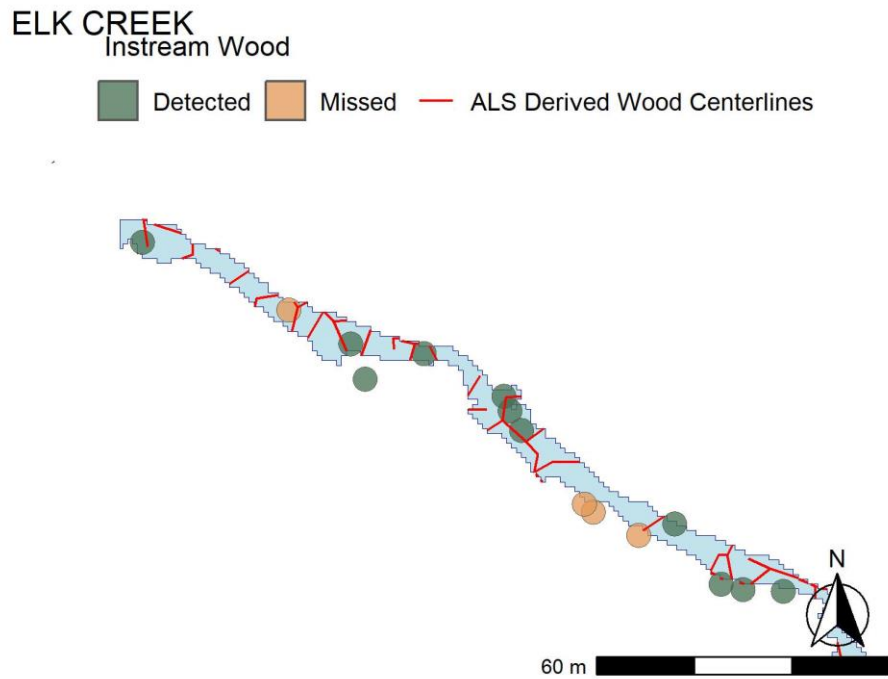 ELK CREEK
Instream Wood
Detected Missed ALS Derived Wood Centerlines
N
60 m